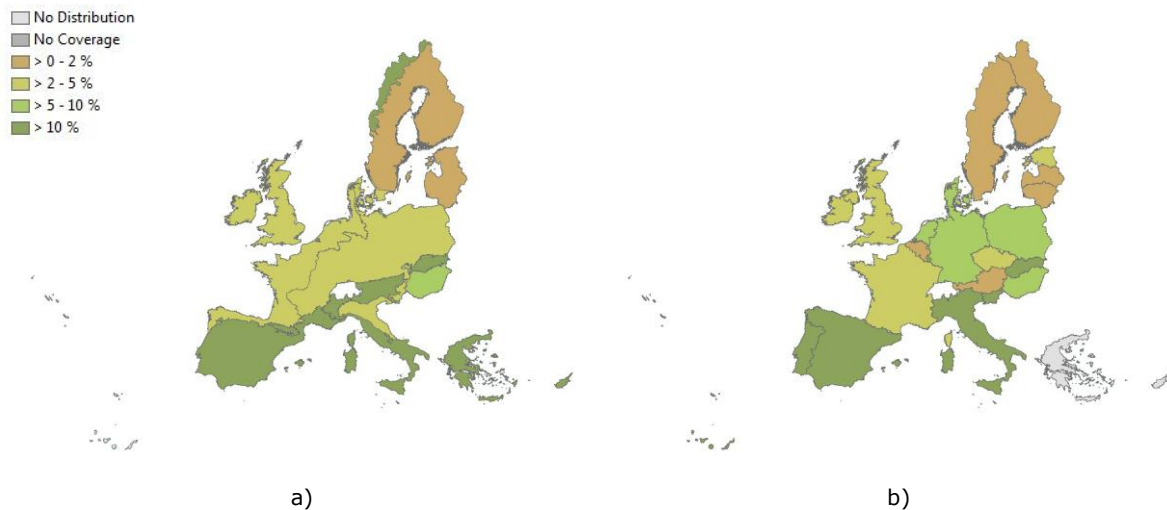 No Distribution
No Coverage
> 0 - 2 %
> 2 - 5 %
> 5 - 10 %
> 10 %
a)
b)